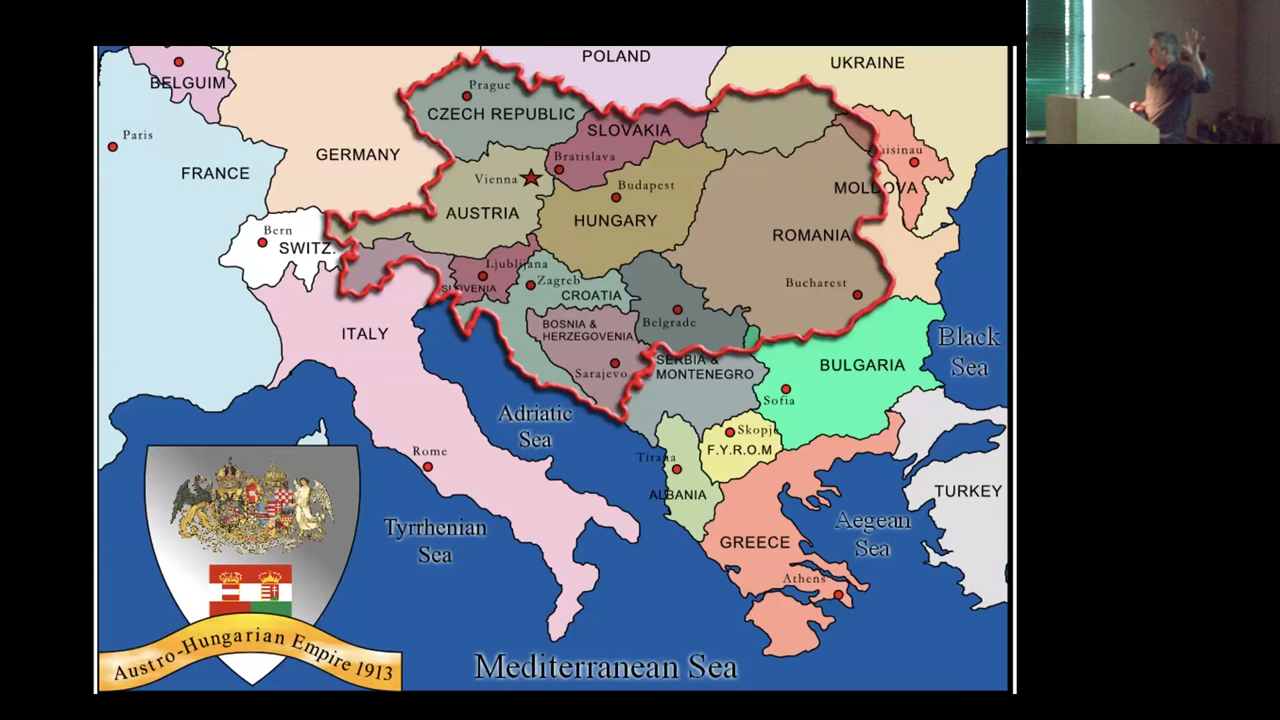 POLAND
UKRAINE
BELGUIM
Prague
CZECH REPUBLIC
SLOVAKIA
Paris
GERMANY
Bratislava
FRANCE
Vienna
Budapest
MOLDOVA
AUSTRIA
HUNGARY
Bern
SWITZ.
ROMANIA
Ljubljana
Zagreb
SLOVENIA
CROATIA
Bucharest
ITALY
BOSNIA &
HERZEGOVENIA
Belgrade
Black
Sea
SERBIA &
MONTENEGRO
Sarajevo
BULGARIA
Sofia
Adriatic
Sea
Skopje
F.Y.R.O.M
Rome
Tirana
ALBANIA
TURKEY
Tyrrhenian
Sea
Aegean
Sea
GREECE
Athens
Austro-Hungarian Empire 1913
Mediterranean Sea